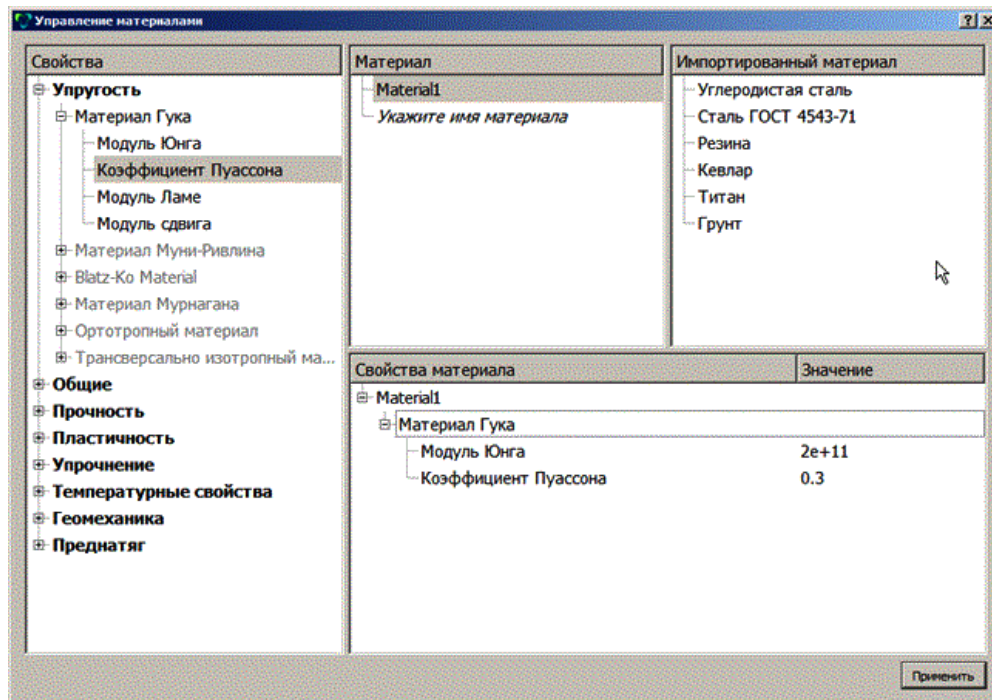 Управление материалами
Свойства
Упругость
Материал Гука
Модуль Юнга
Коэффициент Пуассона
Модуль Ламе
Модуль сдвига
Материал Муни-Ривлина
Blatz-Ko Material
Материал Мурнагана
Ортотропный материал
Трансверсально изотропный ма...
Общие
Прочность
Пластичность
Упрочнение
Температурные свойства
Геомеханика
Преднатяг
Материал
Material1
Укажите имя материала
Импортированный материал
Углеродистая сталь
Сталь ГОСТ 4543-71
Резина
Кевлар
Титан
Грунт
Свойства материала Значение
Material1
Материал Гука
Модуль Юнга 2e+11
Коэффициент Пуассона 0.3
Применить